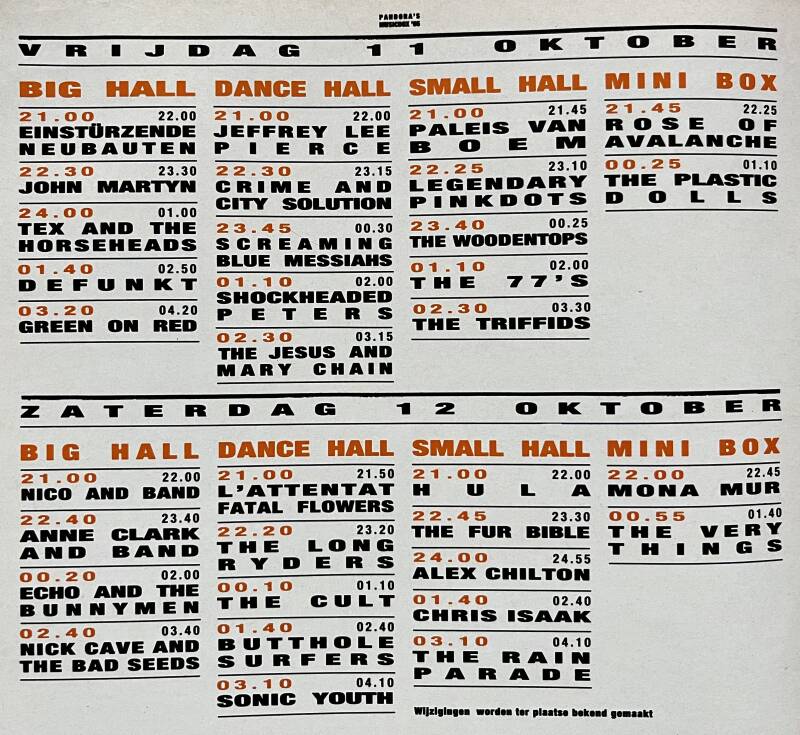 PANDORA'S
MUSICBOX '85
VRIJDAG 11 OKTOBER
BIG HALL
21.00 22.00
EINSTÜRZENDE
NEUBAUTEN
22.30 23.30
JOHN MARTYN
24.00 01.00
TEX AND THE
HORSEHEADS
01.40 02.50
DEFUNKT
03.20 04.20
GREEN ON RED
DANCE HALL
21.00 22.00
JEFFREY LEE
PIERCE
22.30 23.15
CRIME AND
CITY SOLUTION
23.45 00.30
SCREAMING
BLUE MESSIAHS
01.10 02.00
SHOCKHEADED
PETERS
02.30 03.15
THE JESUS AND
MARY CHAIN
SMALL HALL
21.00 21.45
PALEIS VAN
BOEM
22.25 23.10
LEGENDARY
PINKDOTS
23.40 00.25
THE WOODENTOPS
01.10 02.00
THE 77'S
02.30 03.30
THE TRIFFIDS
MINI BOX
21.45 22.25
ROSE OF
AVALANCHE
00.25 01.10
THE PLASTIC
DOLLS
ZATERDAG 12 OKTOBER
BIG HALL
21.00 22.00
NICO AND BAND
22.40 23.40
ANNE CLARK
AND BAND
00.20 02.00
ECHO AND THE
BUNNYMEN
02.40 03.40
NICK CAVE AND
THE BAD SEEDS
DANCE HALL
21.00 21.50
L'ATTENTAT
FATAL FLOWERS
22.20 23.20
THE LONG
RYDERS
00.10 01.10
THE CULT
01.40 02.40
BUTTHOLE
SURFERS
03.10 04.10
SONIC YOUTH
SMALL HALL
21.00 22.00
HULA
22.45 23.30
THE FUR BIBLE
24.00 24.55
ALEX CHILTON
01.40 02.40
CHRIS ISAAK
03.10 04.10
THE RAIN
PARADE
MINI BOX
22.00 22.45
MONA MUR
00.55 01.40
THE VERY
THINGS
Wijzigingen worden ter plaatse bekend gemaakt